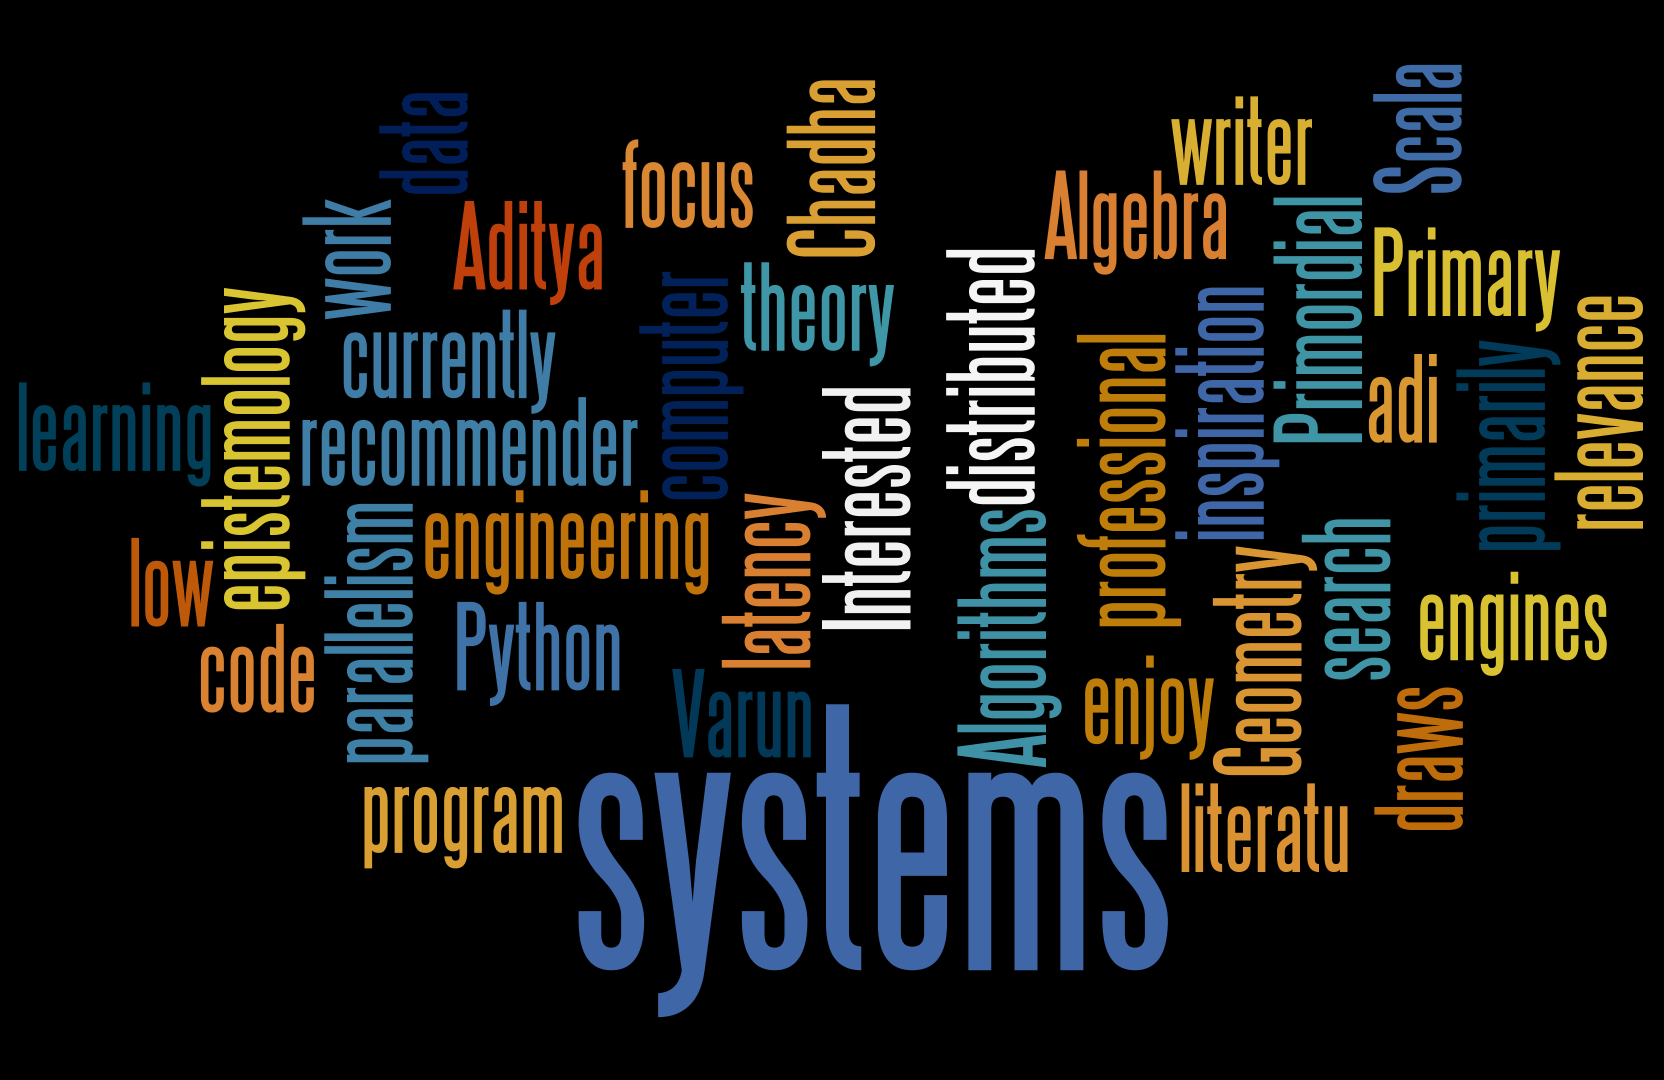 data
Chadha
Scala
writer
focus
work
Aditya
Algebra
Primordial
Primary
theory
computer
distributed
currently
epistemology
learning
recommender
Interested
professional
inspiration
adi
primarily
relevance
engineering
parallelism
low
latency
Algorithms
Geometry
search
engines
code
Python
Varun
enjoy
draws
program
systems
literatu